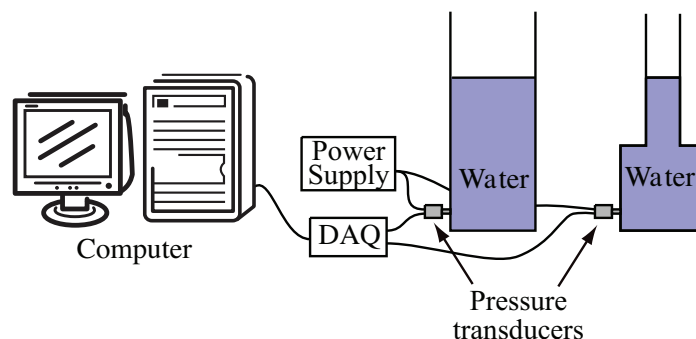 Power
Supply
Water
Water
DAQ
Computer
Pressure
transducers